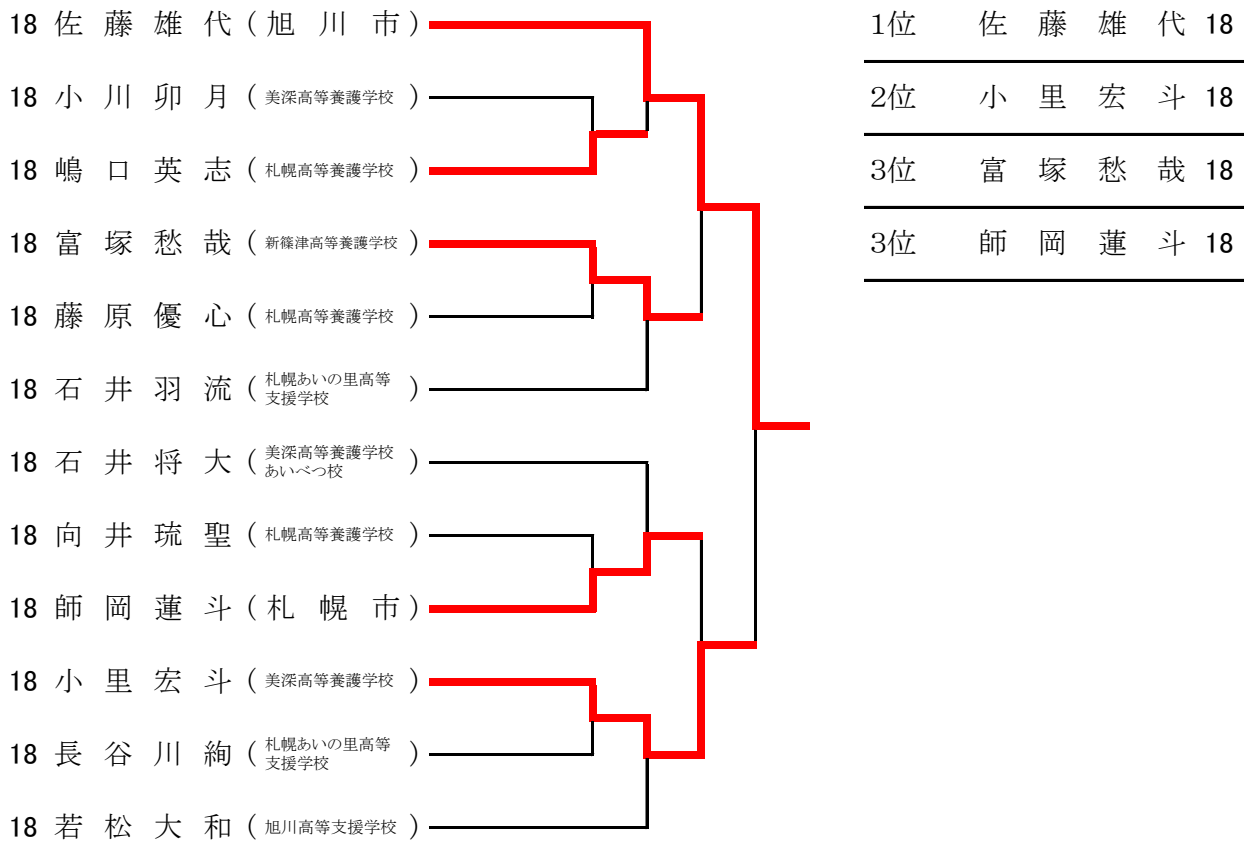 18 佐藤雄代(旭川市)
18 小川卯月(美深高等養護学校)
18 嶋口英志(札幌高等養護学校)
18 富塚愁哉(新篠津高等養護学校)
18 藤原優心(札幌高等養護学校)
18 石井羽流(札幌あいの里高等
支援学校)
18 石井将大(美深高等養護学校
あいべつ校)
18 向井琉聖(札幌高等養護学校)
18 師岡蓮斗(札幌市)
18 小里宏斗(美深高等養護学校)
18 長谷川絢(札幌あいの里高等
支援学校)
18 若松大和(旭川高等支援学校)
1位 佐藤雄代 18
2位 小里宏斗 18
3位 富塚愁哉 18
3位 師岡蓮斗 18